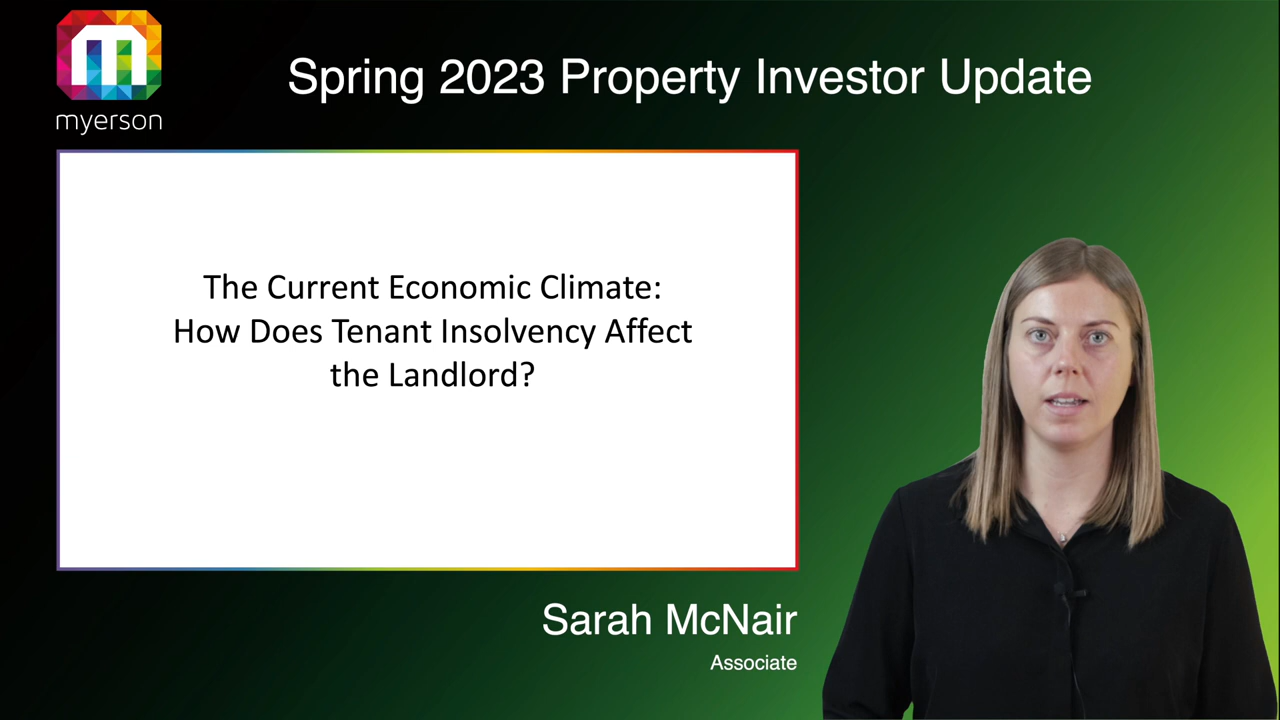 m
myerson
Spring 2023 Property Investor Update
The Current Economic Climate:
How Does Tenant Insolvency Affect
the Landlord?
Sarah McNair
Associate